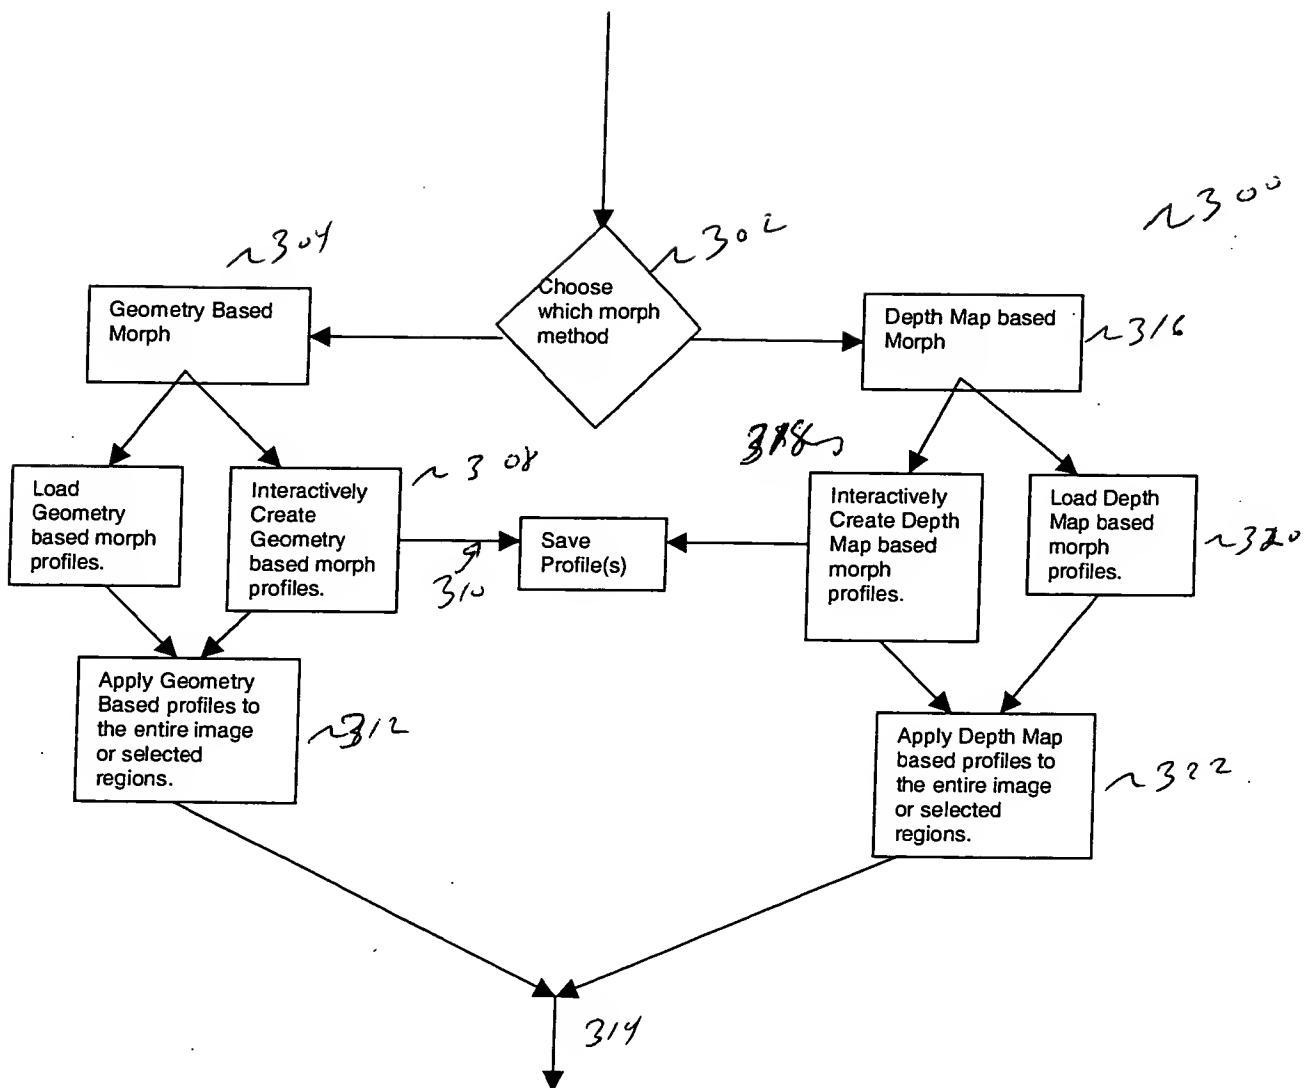 ~300
~302
~304
Choose
which morph
method
Geometry Based
Morph
Depth Map based
Morph
~316
~308
318
Load
Geometry
based morph
profiles.
Interactively
Create
Geometry
based morph
profiles.
310
Save
Profile(s)
Interactively
Create Depth
Map based
morph
profiles.
Load Depth
Map based
morph
profiles.
~320
Apply Geometry
Based profiles to
the entire image
or selected
regions.
~312
Apply Depth Map
based profiles to
the entire image
or selected
regions.
~322
314